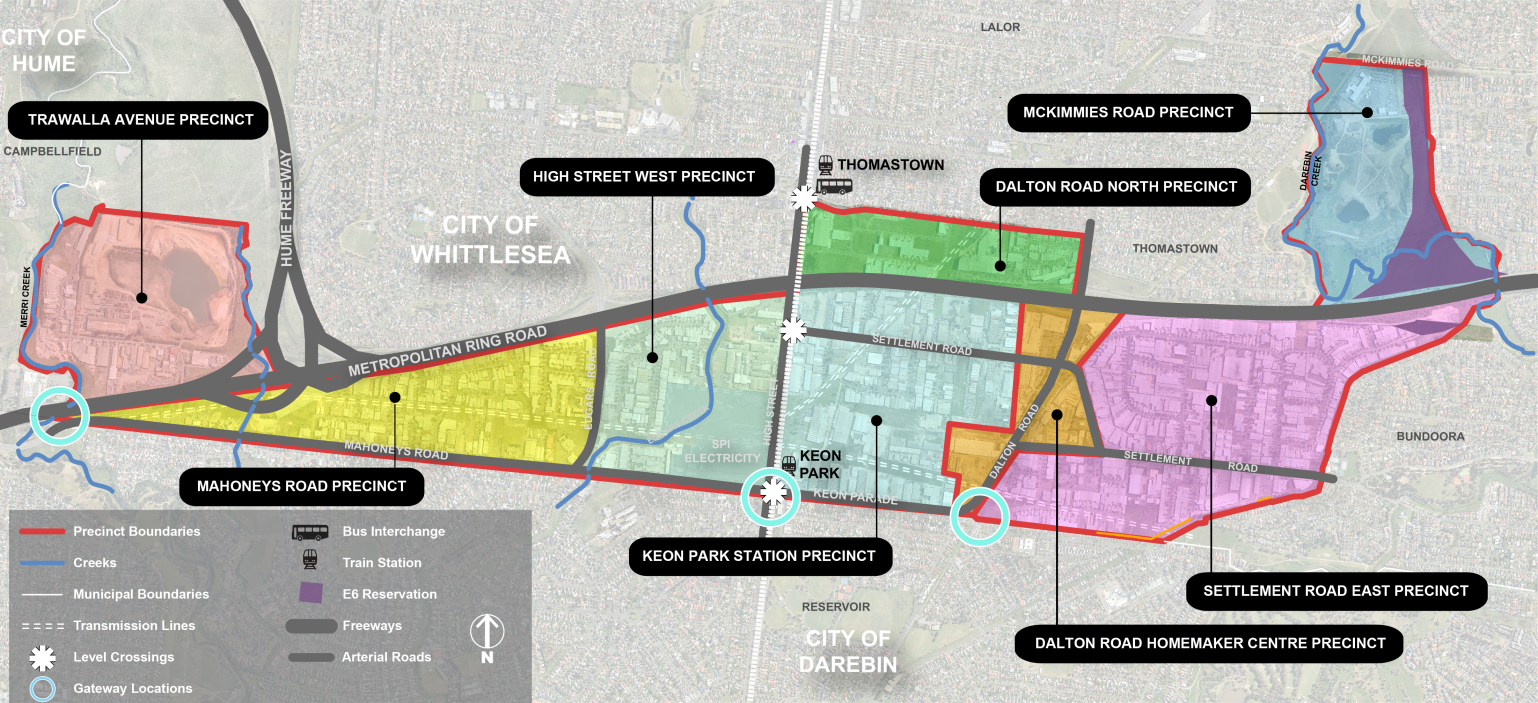 CITY OF
HUME
LALOR
MCKIMMIES ROAD
TRAWALLA AVENUE PRECINCT
MCKIMMIES ROAD PRECINCT
CAMPBELLFIELD
HUME FREEWAY
HIGH STREET WEST PRECINCT
THOMASTOWN
DALTON ROAD NORTH PRECINCT
DAREBIN
CREEK
CITY OF
WHITTLESEA
THOMASTOWN
MERRI CREEK
METROPOLITAN RING ROAD
SETTLEMENT ROAD
EDGARS ROAD
HIGH STREET
MAHONEYS ROAD
SPI
ELECTRICITY
KEON
PARK
DALTON ROAD
SETTLEMENT ROAD
BUNDOORA
MAHONEYS ROAD PRECINCT
KEON PARADE
KEON PARK STATION PRECINCT
SETTLEMENT ROAD EAST PRECINCT
RESERVOIR
CITY OF
DAREBIN
DALTON ROAD HOMEMAKER CENTRE PRECINCT
Precinct Boundaries
Creeks
Municipal Boundaries
Transmission Lines
Level Crossings
Gateway Locations
Bus Interchange
Train Station
E6 Reservation
Freeways
Arterial Roads
N